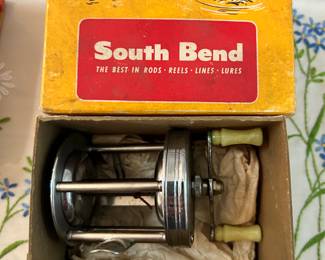 South Bend
THE BEST IN RODS · REELS · LINES · LURES